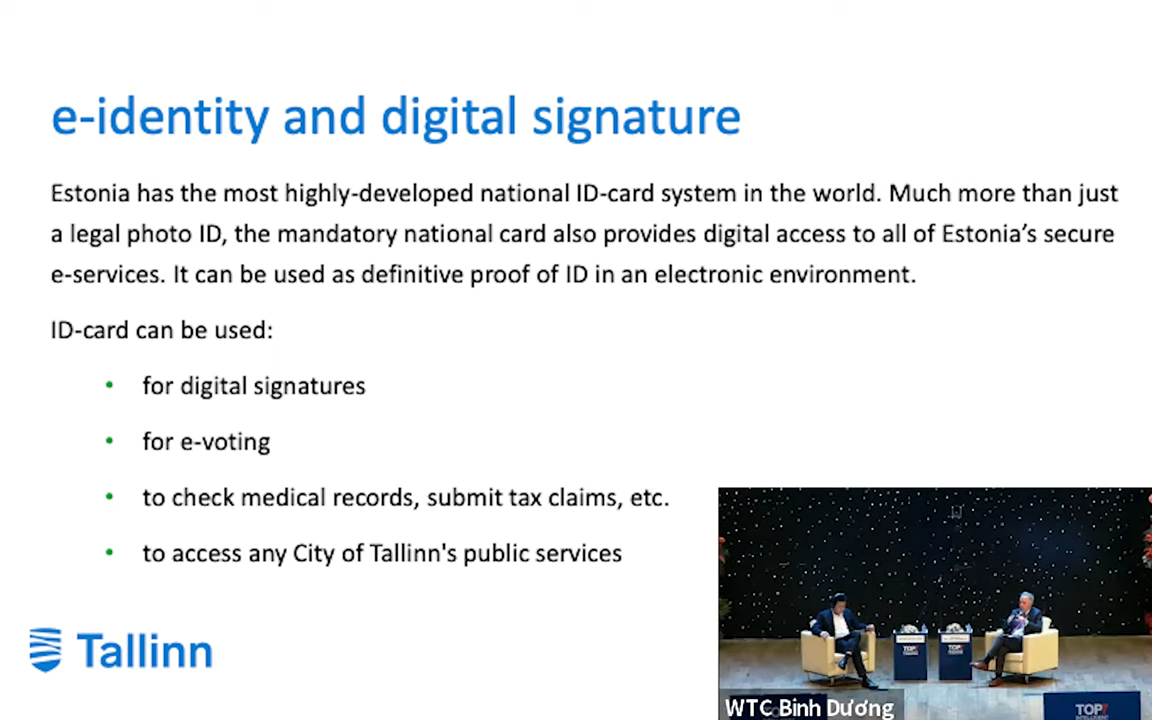 e-identity and digital signature
Estonia has the most highly-developed national ID-card system in the world. Much more than just
a legal photo ID, the mandatory national card also provides digital access to all of Estonia’s secure
e-services. It can be used as definitive proof of ID in an electronic environment.
ID-card can be used:
• for digital signatures
• for e-voting
• to check medical records, submit tax claims, etc.
• to access any City of Tallinn's public services
Tallinn
TOP7
TOP7
WTC Bình Dương
TOP7
INTELLIGENT